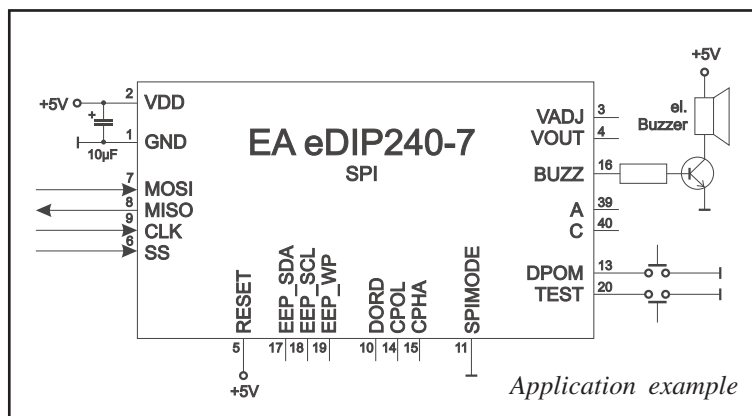 +5V
2
VDD
+
10µF
1
GND
7
MOSI
8
MISO
9
CLK
6
SS
EA eDIP240-7
SPI
VADJ
3
VOUT
4
BUZZ
16
A
39
C
40
DPOM
13
TEST
20
+5V
el.
Buzzer
RESET
5
+5V
EEP_SDA
17
EEP_SCL
18
EEP_WP
19
DORD
10
CPOL
14
CPHA
15
SPIMODE
11
Application example